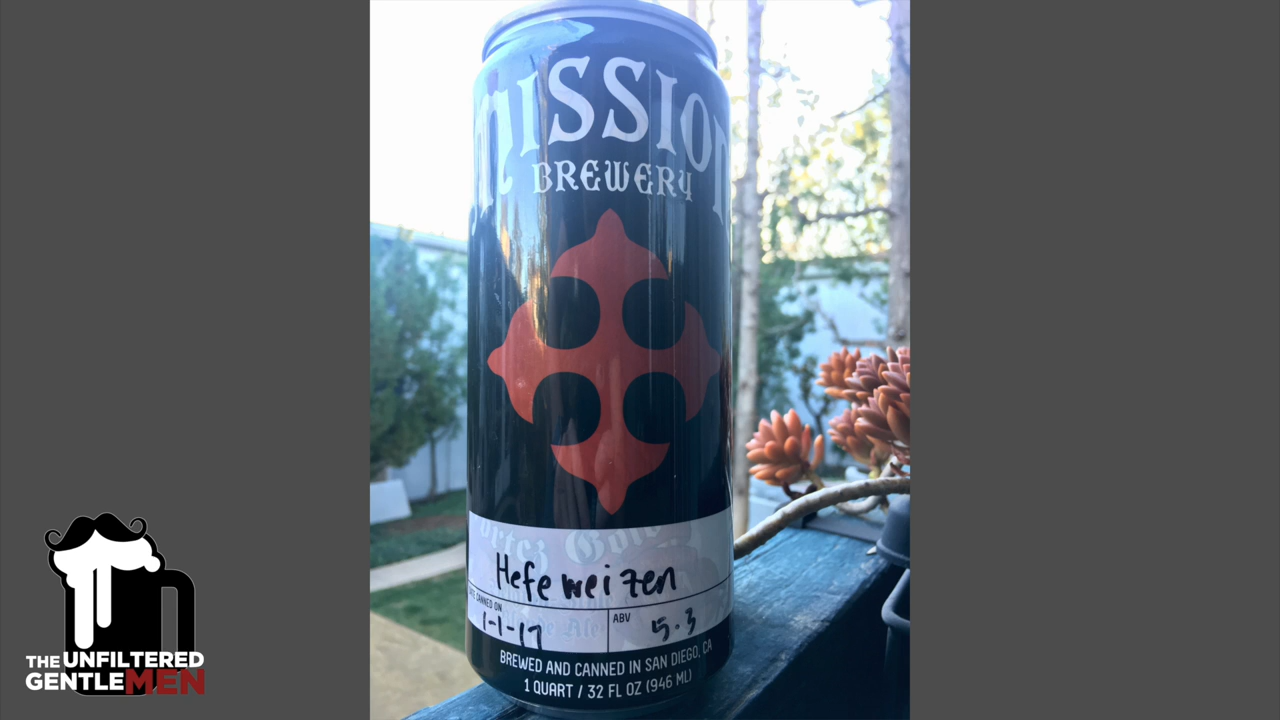 MISSION
BREWERY
Hefeweizen
DATE CANNED ON
1-1-17
ABV
5.3
BREWED AND CANNED IN SAN DIEGO, CA
1 QUART / 32 FL OZ (946 ML)
THE UNFILTERED
GENTLEMEN